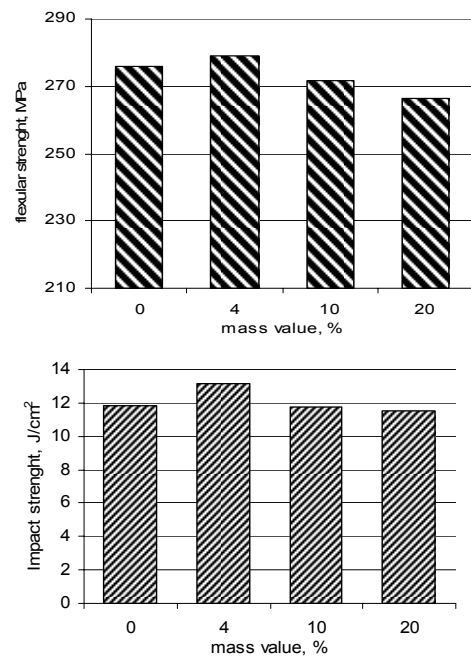 290
270
250
230
210
flexular strenght, MPa
0 4 10 20
mass value, %
14
12
10
8
6
4
2
0
Impact strenght, J/cm²
0 4 10 20
mass value, %